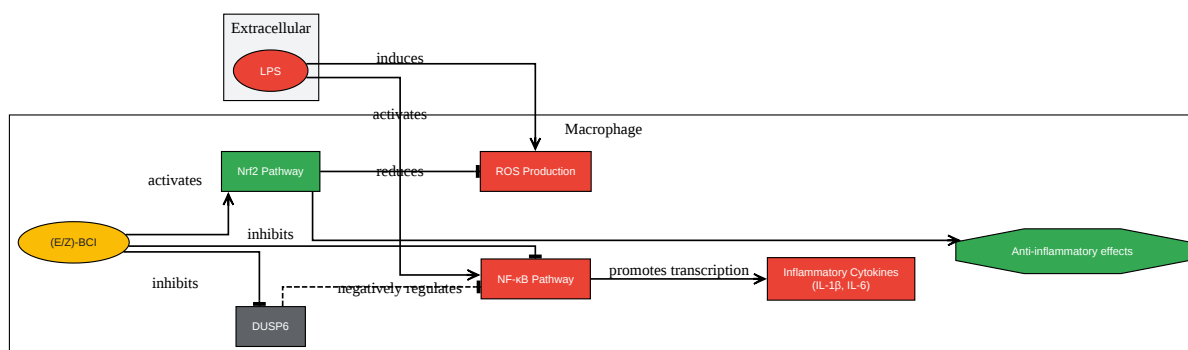 Extracellular
LPS
induces
activates
Macrophage
Nrf2 Pathway
reduces
ROS Production
activates
(E/Z)-BCI
inhibits
Anti-inflammatory effects
inhibits
NF-κB Pathway
promotes transcription
Inflammatory Cytokines
(IL-1β, IL-6)
negatively regulates
DUSP6